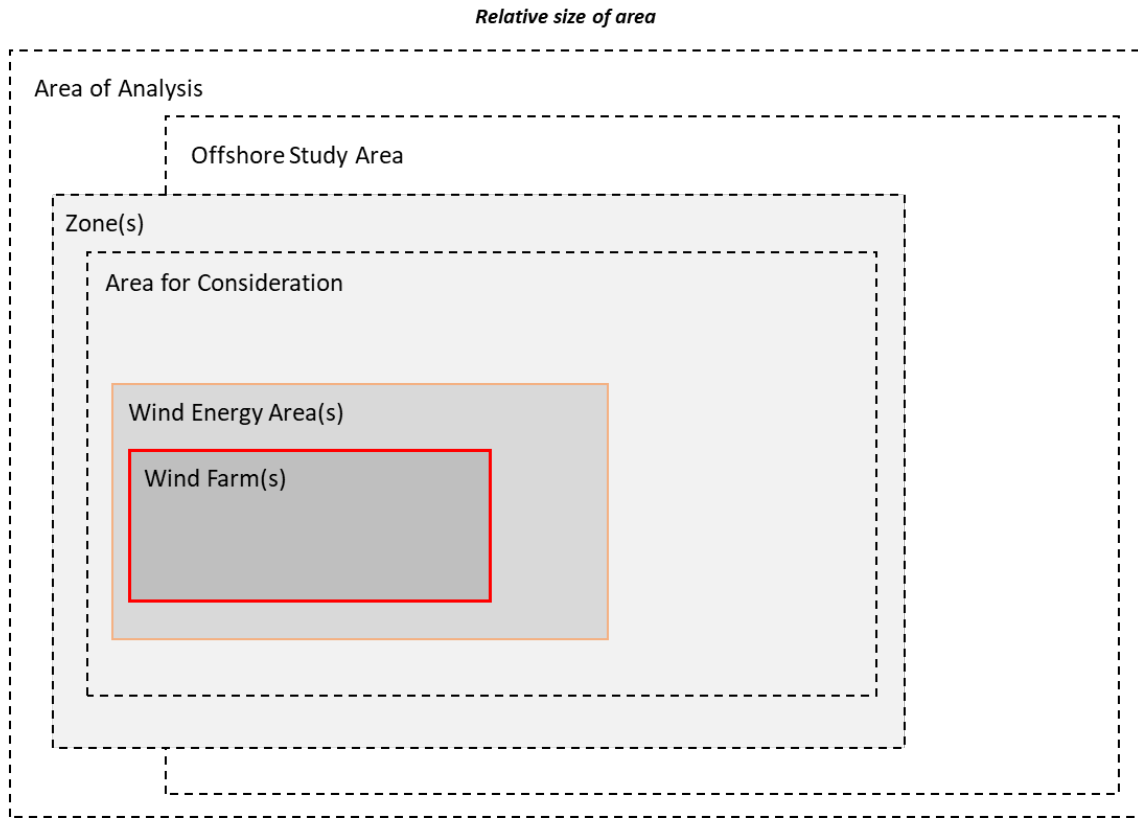 Relative size of area
Area of Analysis
Offshore Study Area
Zone(s)
Area for Consideration
Wind Energy Area(s)
Wind Farm(s)